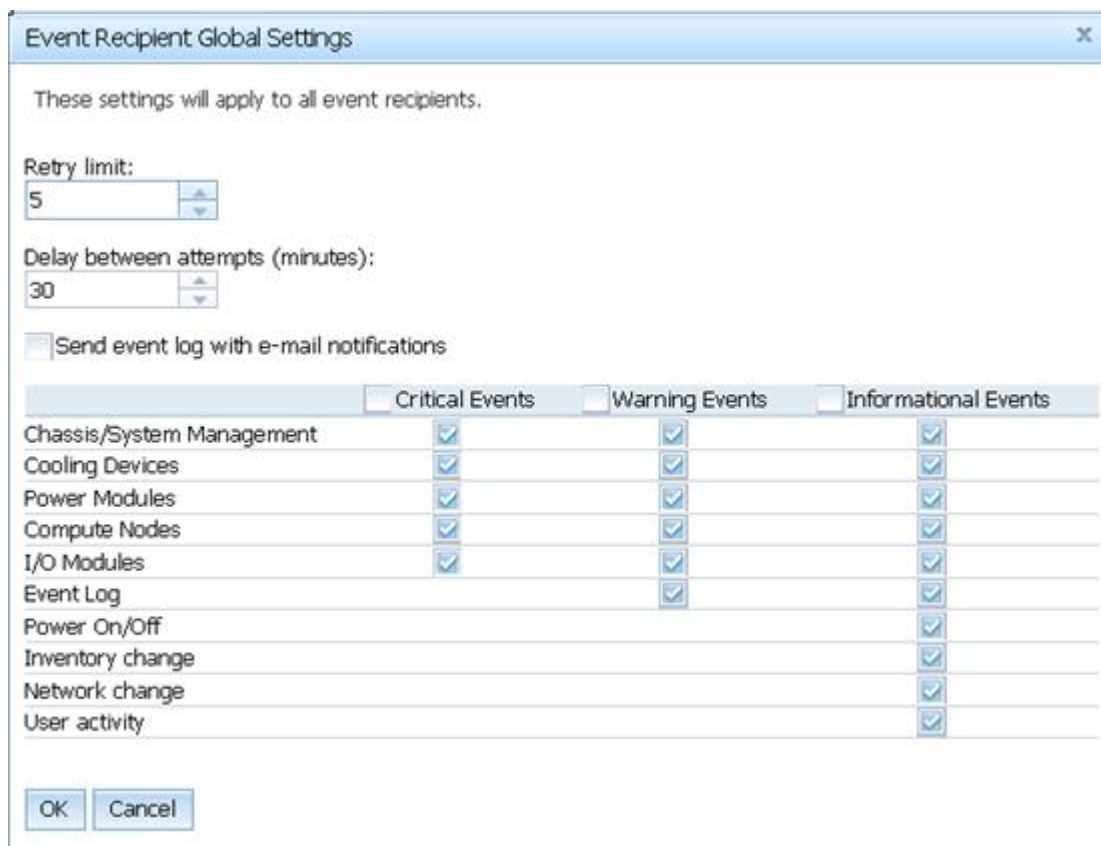 Event Recipient Global Settings
These settings will apply to all event recipients.
Retry limit:
5
Delay between attempts (minutes):
30
Send event log with e-mail notifications
Critical Events Warning Events Informational Events
Chassis/System Management
Cooling Devices
Power Modules
Compute Nodes
I/O Modules
Event Log
Power On/Off
Inventory change
Network change
User activity
OK Cancel